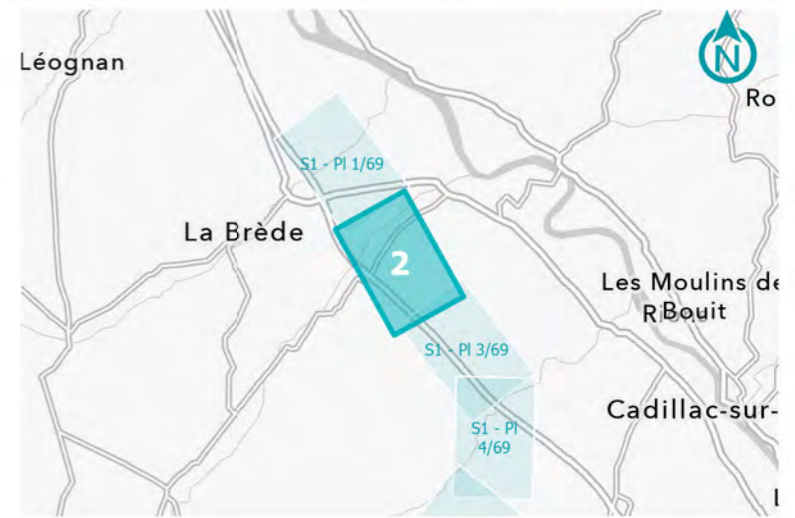 Léognan
N
Ro
S1 - Pl 1/69
La Brède
2
Les Moulins de
Bouit
S1 - Pl 3/69
Cadillac-sur-
S1 - Pl
4/69